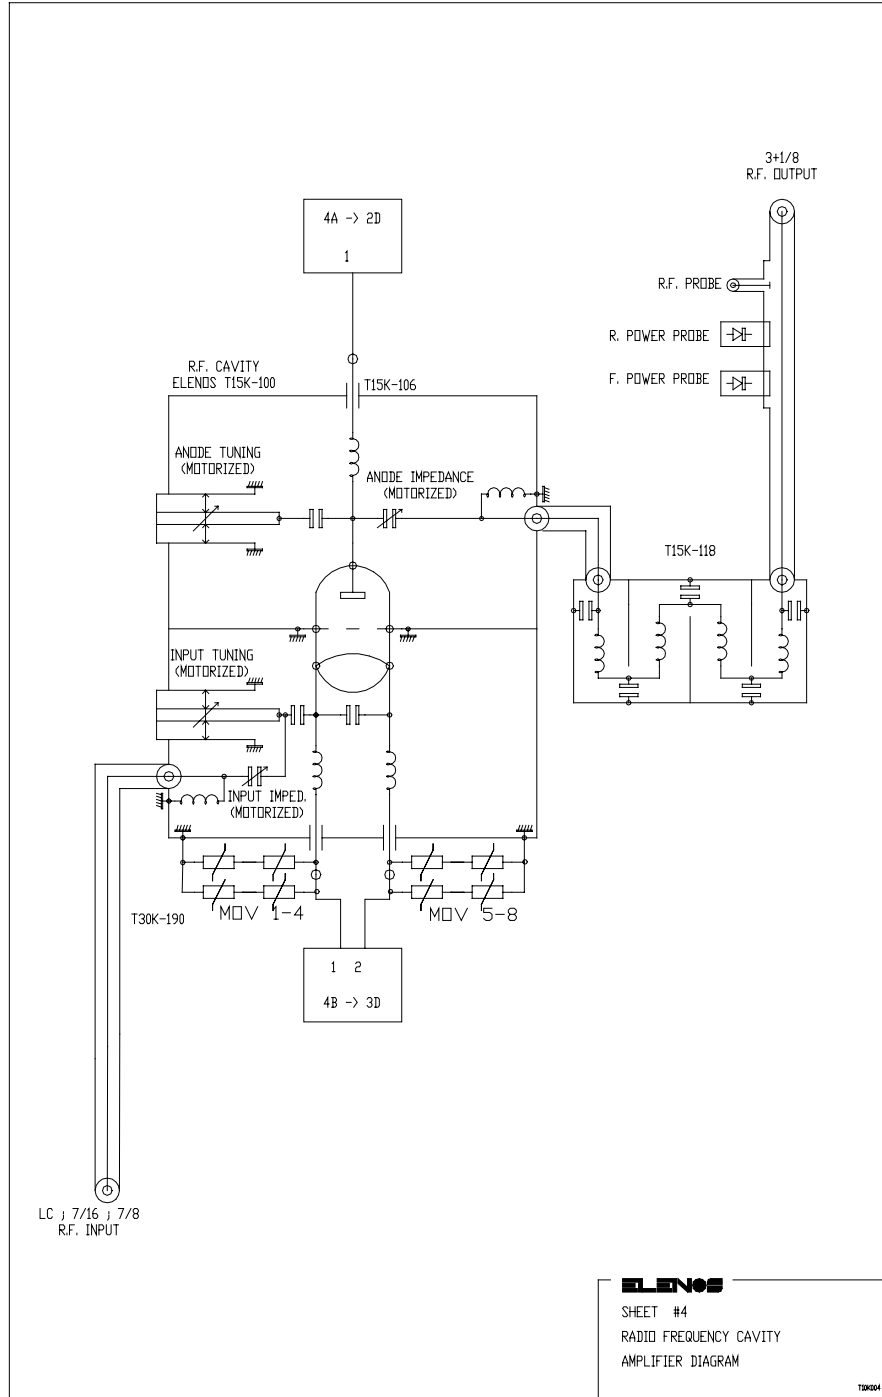 3+1/8
R.F. OUTPUT
4A -> 2D
1
R.F. PROBE
R. POWER PROBE
F. POWER PROBE
R.F. CAVITY
ELENOS T15K-100
T15K-106
ANODE TUNING
(MOTORIZED)
ANODE IMPEDANCE
(MOTORIZED)
T15K-118
INPUT TUNING
(MOTORIZED)
INPUT IMPED.
(MOTORIZED)
MOV 1-4
MOV 5-8
T30K-190
1 2
4B -> 3D
LC ; 7/16 ; 7/8
R.F. INPUT
ELENOS
SHEET #4
RADIO FREQUENCY CAVITY
AMPLIFIER DIAGRAM
T10K004